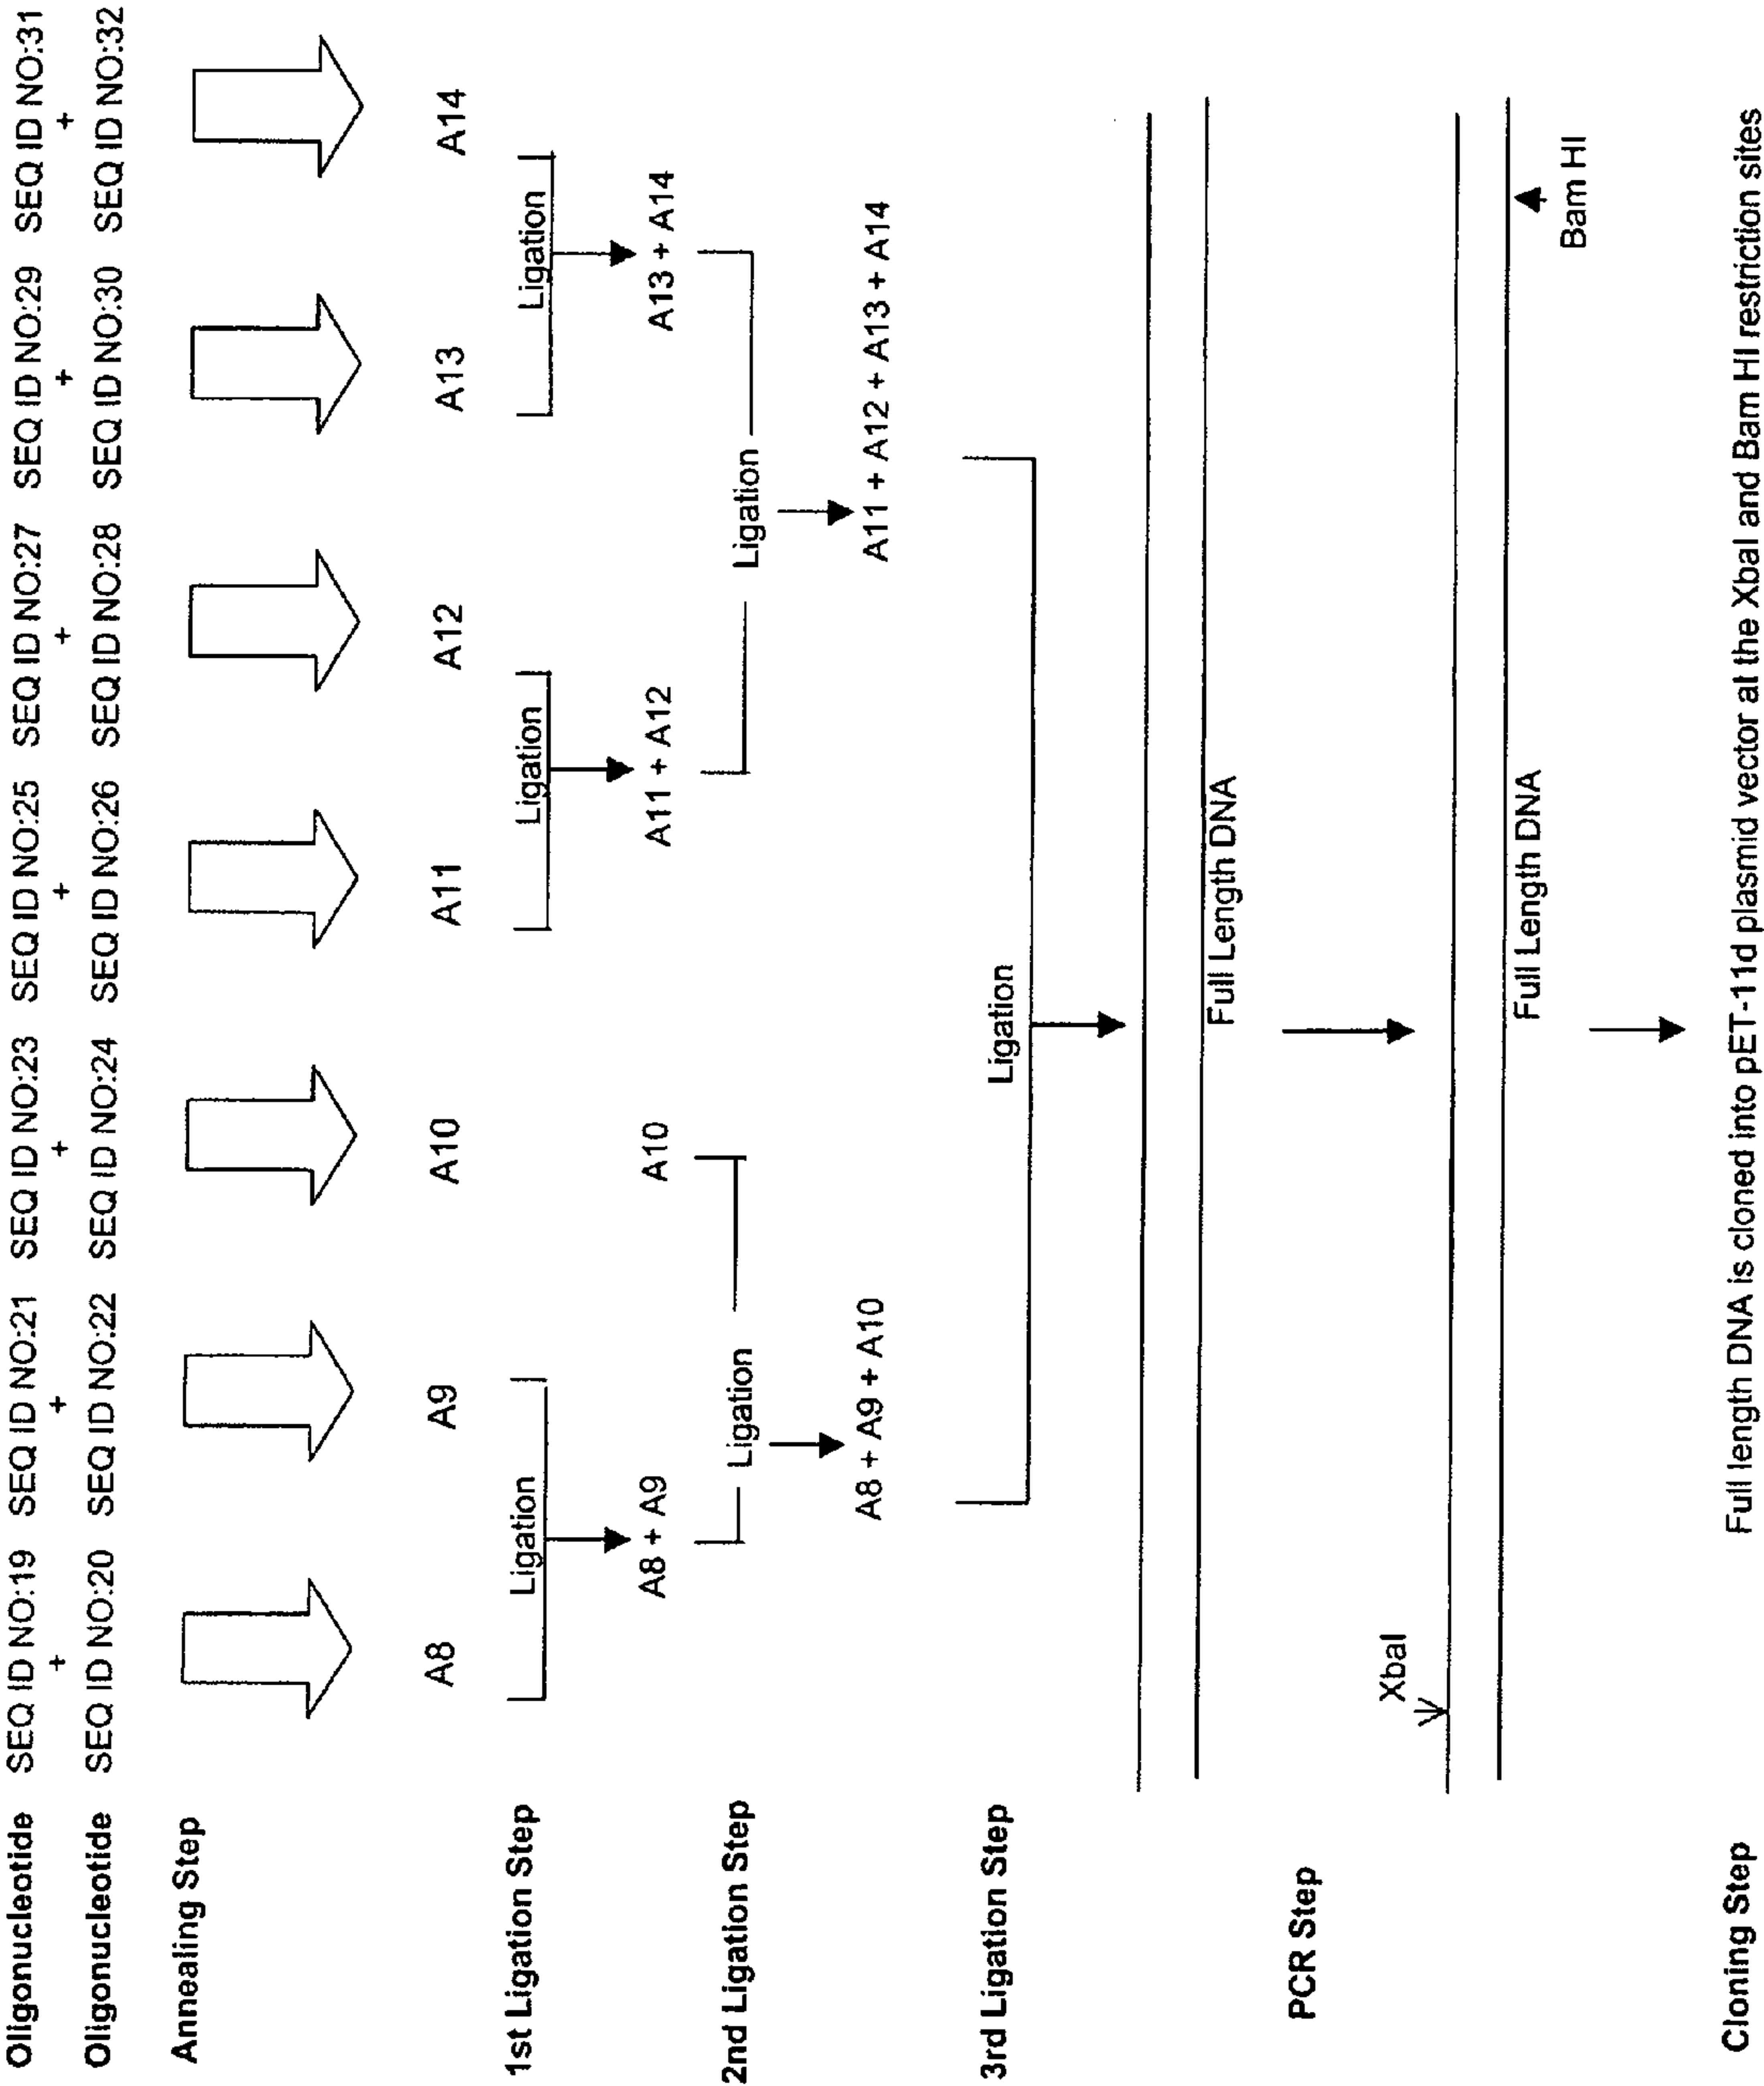 Oligonucleotide SEQ ID NO:19 SEQ ID NO:21 SEQ ID NO:23 SEQ ID NO:25 SEQ ID NO:27 SEQ ID NO:29 SEQ ID NO:31
+ + + + + + +
Oligonucleotide SEQ ID NO:20 SEQ ID NO:22 SEQ ID NO:24 SEQ ID NO:26 SEQ ID NO:28 SEQ ID NO:30 SEQ ID NO:32
Annealing Step
A8 A9 A10 A11 A12 A13 A14
1st Ligation Step Ligation Ligation Ligation
A8 + A9 A10 A11 + A12 A13 + A14
2nd Ligation Step Ligation Ligation
A8 + A9 + A10 A11 + A12 + A13 + A14
3rd Ligation Step Ligation
Full Length DNA
PCR Step
XbaI
Full Length DNA
Bam HI
Cloning Step Full length DNA is cloned into pET-11d plasmid vector at the XbaI and Bam HI restriction sites